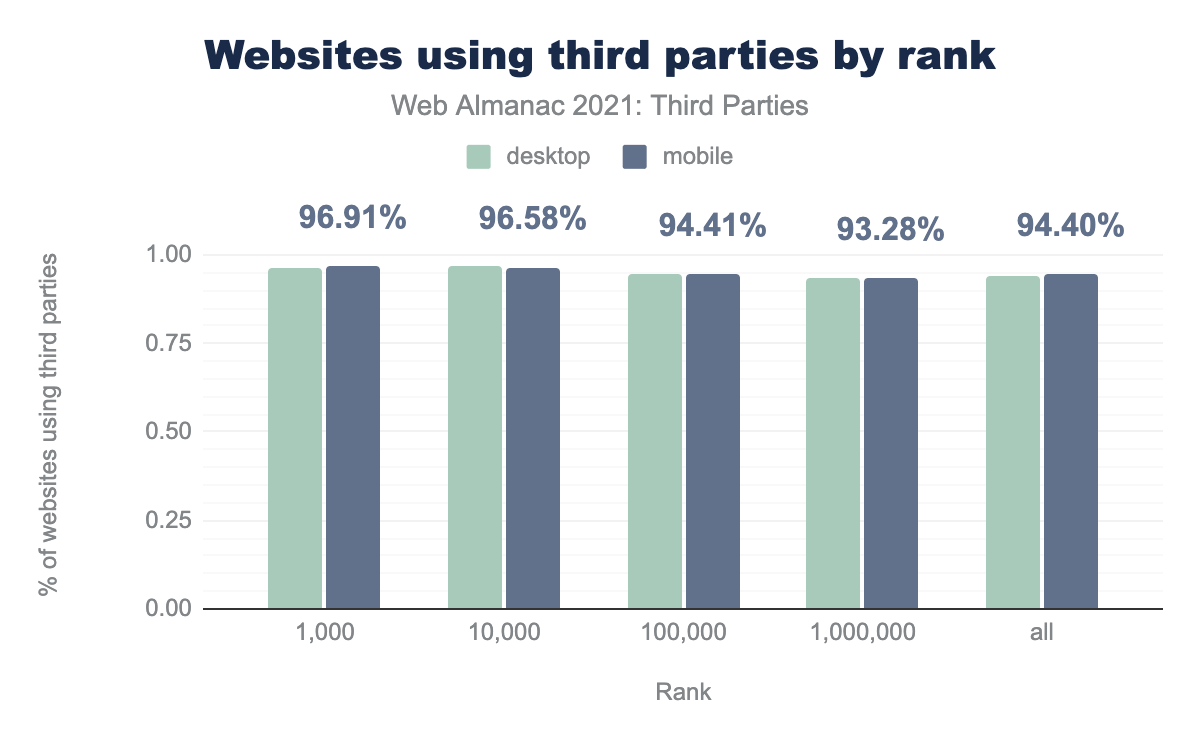 Websites using third parties by rank
Web Almanac 2021: Third Parties
desktop mobile
96.91% 96.58% 94.41% 93.28% 94.40%
% of websites using third parties
1.00
0.75
0.50
0.25
0.00
1,000 10,000 100,000 1,000,000 all
Rank